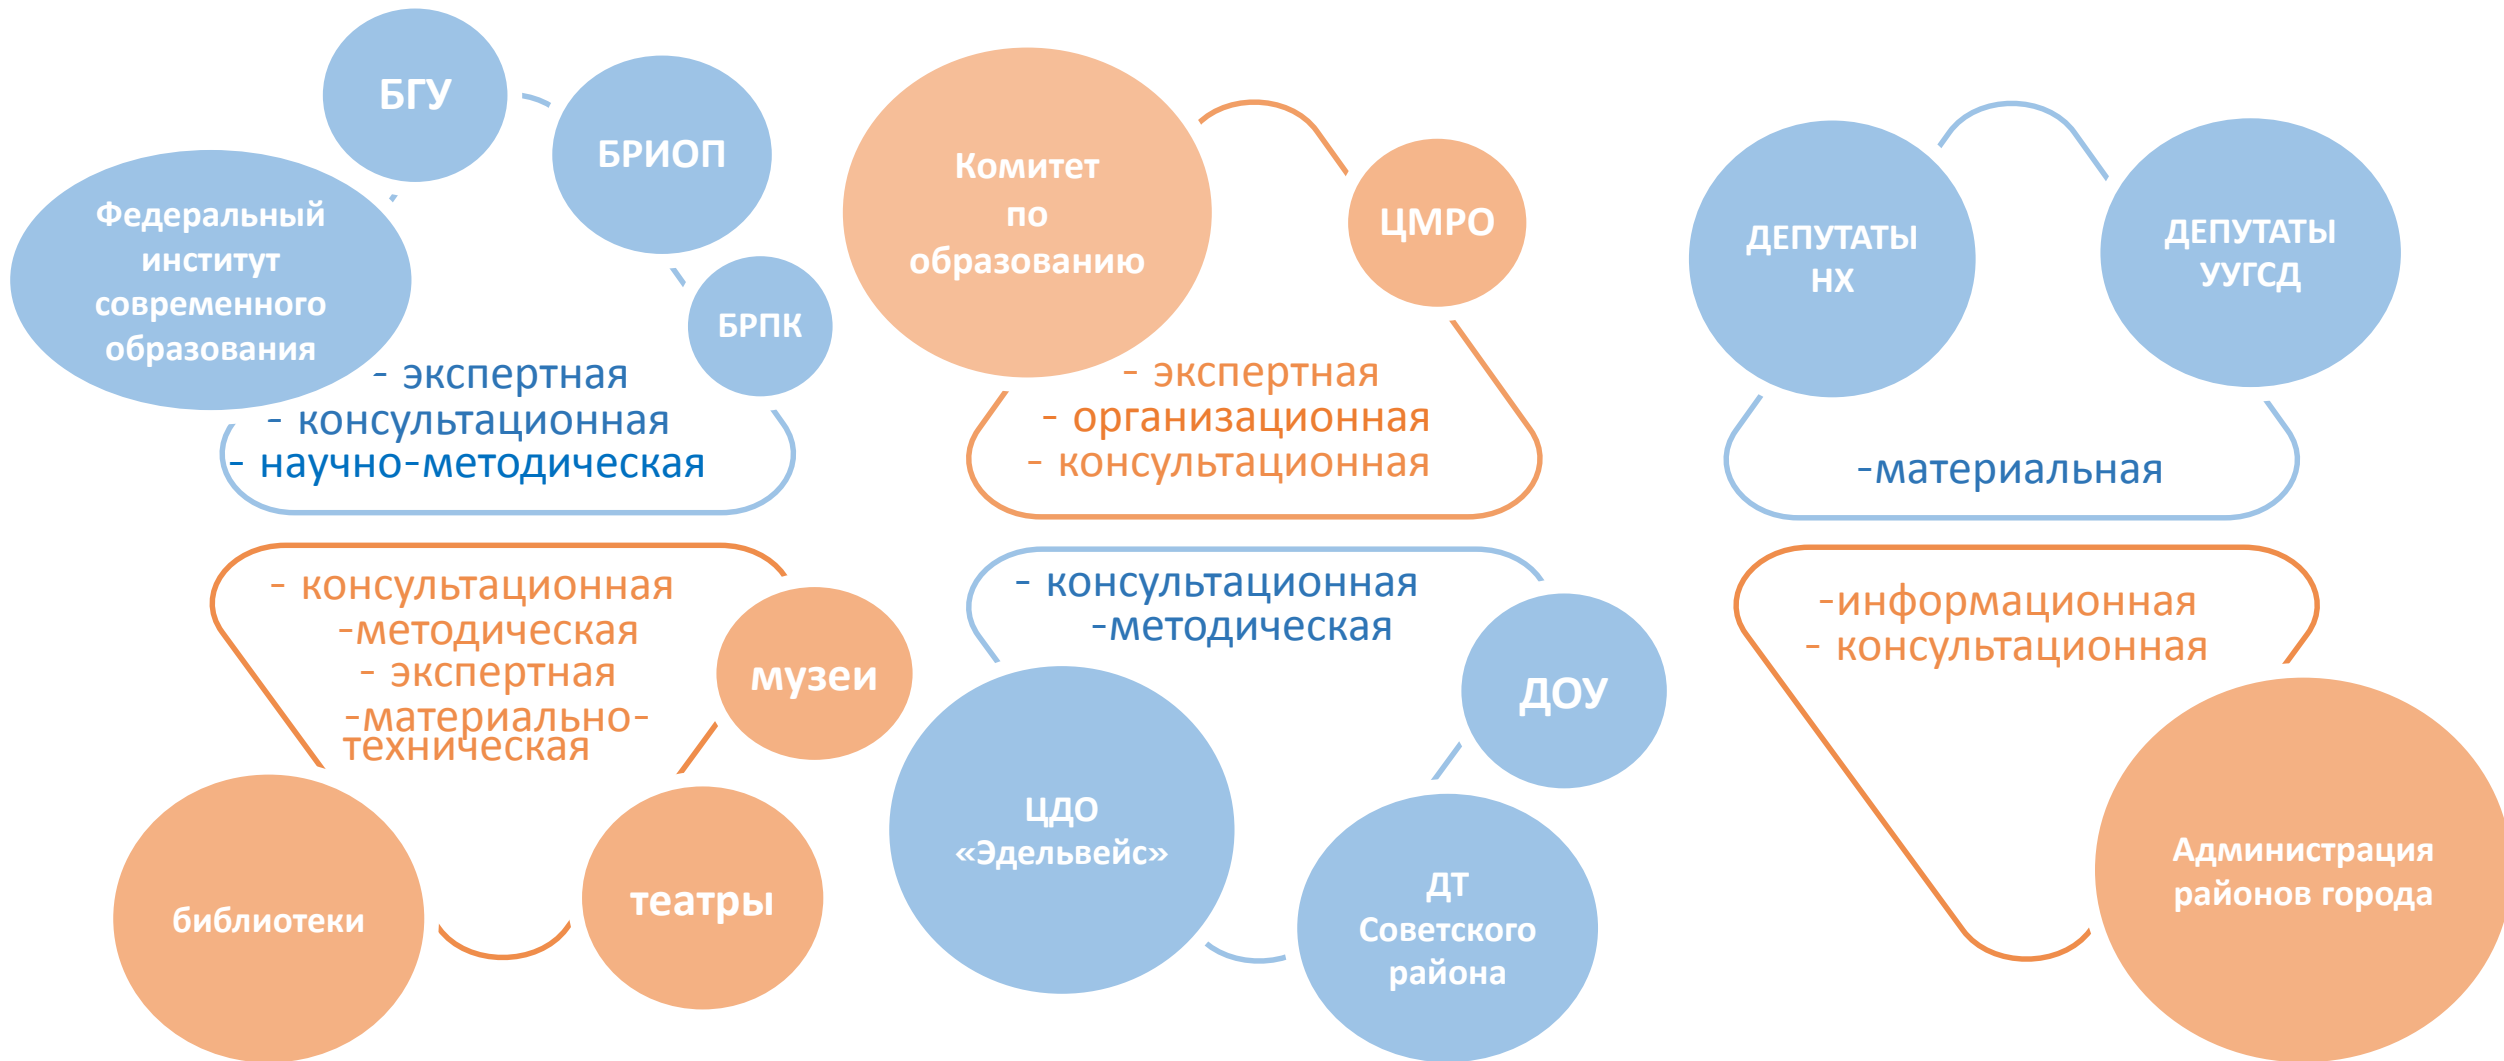 БГУ
БРИОП
Федеральный
институт
современного
образования
БРПК
- экспертная
- консультационная
- научно-методическая
Комитет
по
образованию
ЦМРО
- экспертная
- организационная
- консультационная
ДЕПУТАТЫ
НХ
ДЕПУТАТЫ
УУГСД
-материальная
- консультационная
-методическая
- экспертная
-материально-
техническая
музеи
театры
библиотеки
- консультационная
-методическая
ДОУ
ЦДО
«Эдельвейс»
ДТ
Советского
района
-информационная
- консультационная
Администрация
районов города